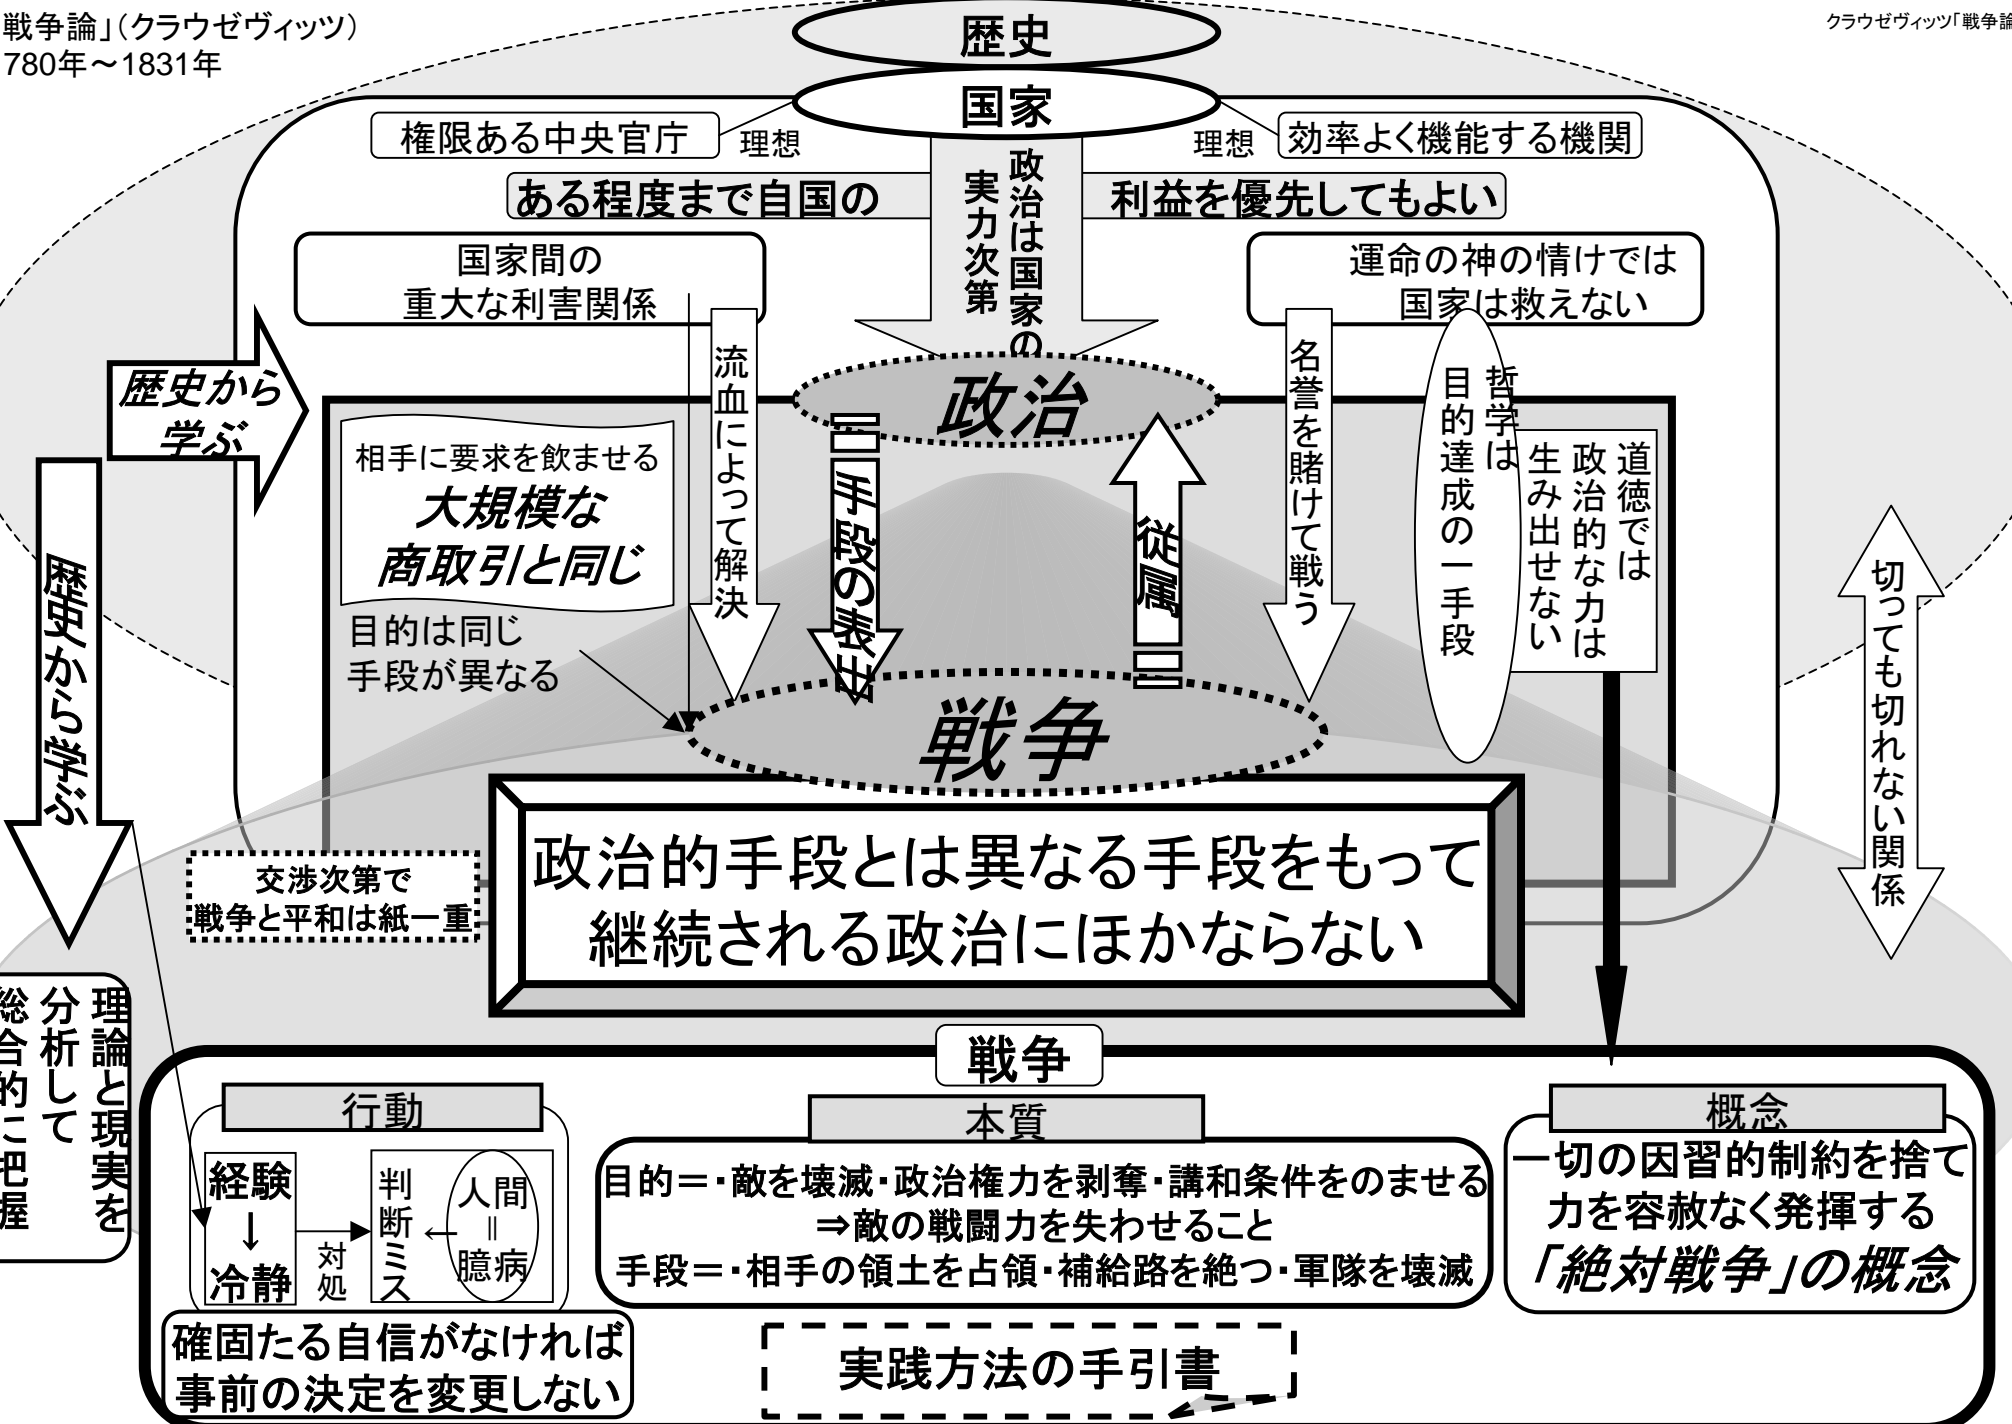 戦争論」（クラウゼヴィッツ）
780年～1831年
クラウゼヴィッツ「戦争論
歴史
国家
権限ある中央官庁
理想
理想
効率よく機能する機関
ある程度まで自国の
利益を優先してもよい
政治は国家の
実力次第
国家間の
重大な利害関係
運命の神の情けでは
国家は救えない
歴史から
学ぶ
政治
相手に要求を飲ませる
大規模な
商取引と同じ
目的は同じ
手段が異なる
流血によって解決
手段の表出
従属
名誉を賭けて戦う
哲学は
目的達成の一手段
道徳では
政治的な力は
生み出せない
切っても切れない関係
歴史から学ぶ
戦争
政治的手段とは異なる手段をもって
継続される政治にほかならない
交渉次第で
戦争と平和は紙一重
理論と現実を
分析して
総合的に把握
戦争
行動
経験
↓
冷静
対処
判断ミス
←
人間
＝
臆病
確固たる自信がなければ
事前の決定を変更しない
本質
目的＝・敵を壊滅・政治権力を剥奪・講和条件をのませる
⇒敵の戦闘力を失わせること
手段＝・相手の領土を占領・補給路を絶つ・軍隊を壊滅
実践方法の手引書
概念
一切の因習的制約を捨て
力を容赦なく発揮する
「絶対戦争」の概念